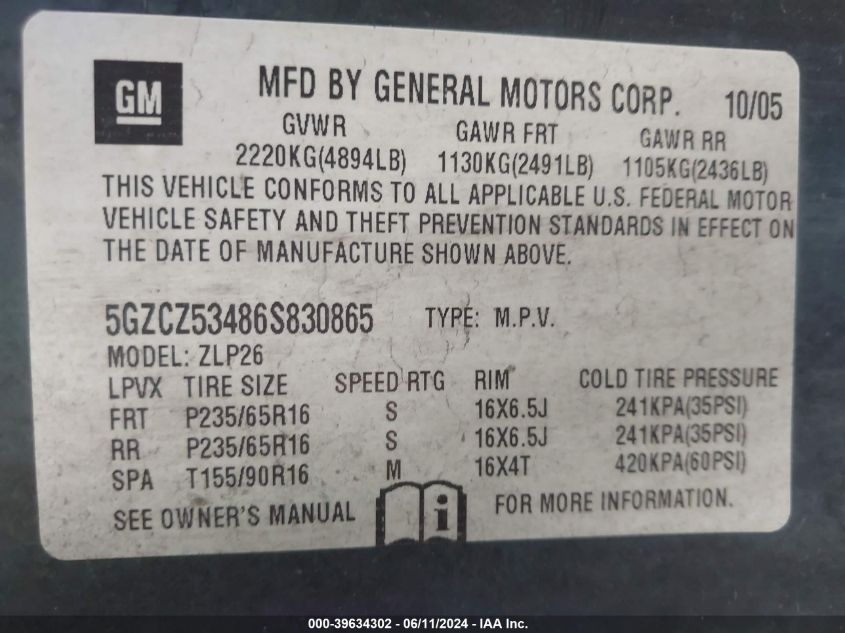 GM
MFD BY GENERAL MOTORS CORP. 10/05
GVWR GAWR FRT GAWR RR
2220KG(4894LB) 1130KG(2491LB) 1105KG(2436LB)
THIS VEHICLE CONFORMS TO ALL APPLICABLE U.S. FEDERAL MOTOR
VEHICLE SAFETY AND THEFT PREVENTION STANDARDS IN EFFECT ON
THE DATE OF MANUFACTURE SHOWN ABOVE.
5GZCZ53486S830865 TYPE: M.P.V.
MODEL: ZLP26
LPVX TIRE SIZE SPEED RTG RIM COLD TIRE PRESSURE
FRT P235/65R16 S 16X6.5J 241KPA(35PSI)
RR P235/65R16 S 16X6.5J 241KPA(35PSI)
SPA T155/90R16 M 16X4T 420KPA(60PSI)
SEE OWNER'S MANUAL i FOR MORE INFORMATION.
000-39634302 - 06/11/2024 - IAA Inc.